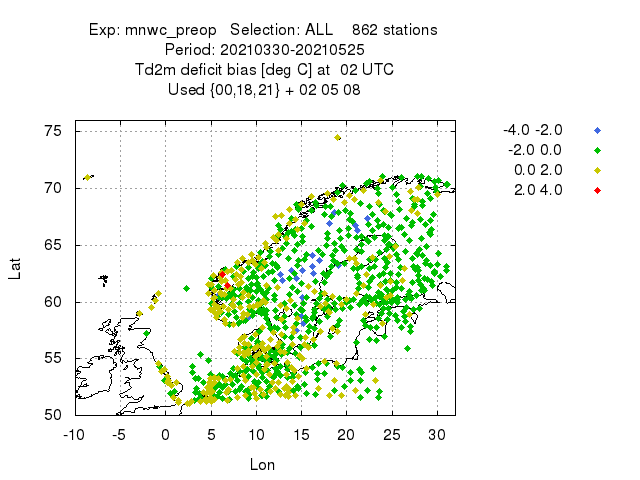 Exp: mnwc_preop   Selection: ALL    862 stations
Period: 20210330-20210525
Td2m deficit bias [deg C] at  02 UTC
Used {00,18,21} + 02 05 08
-4.0 -2.0
-2.0 0.0
0.0 2.0
2.0 4.0
75
70
65
60
55
50
Lat
-10 -5 0 5 10 15 20 25 30
Lon